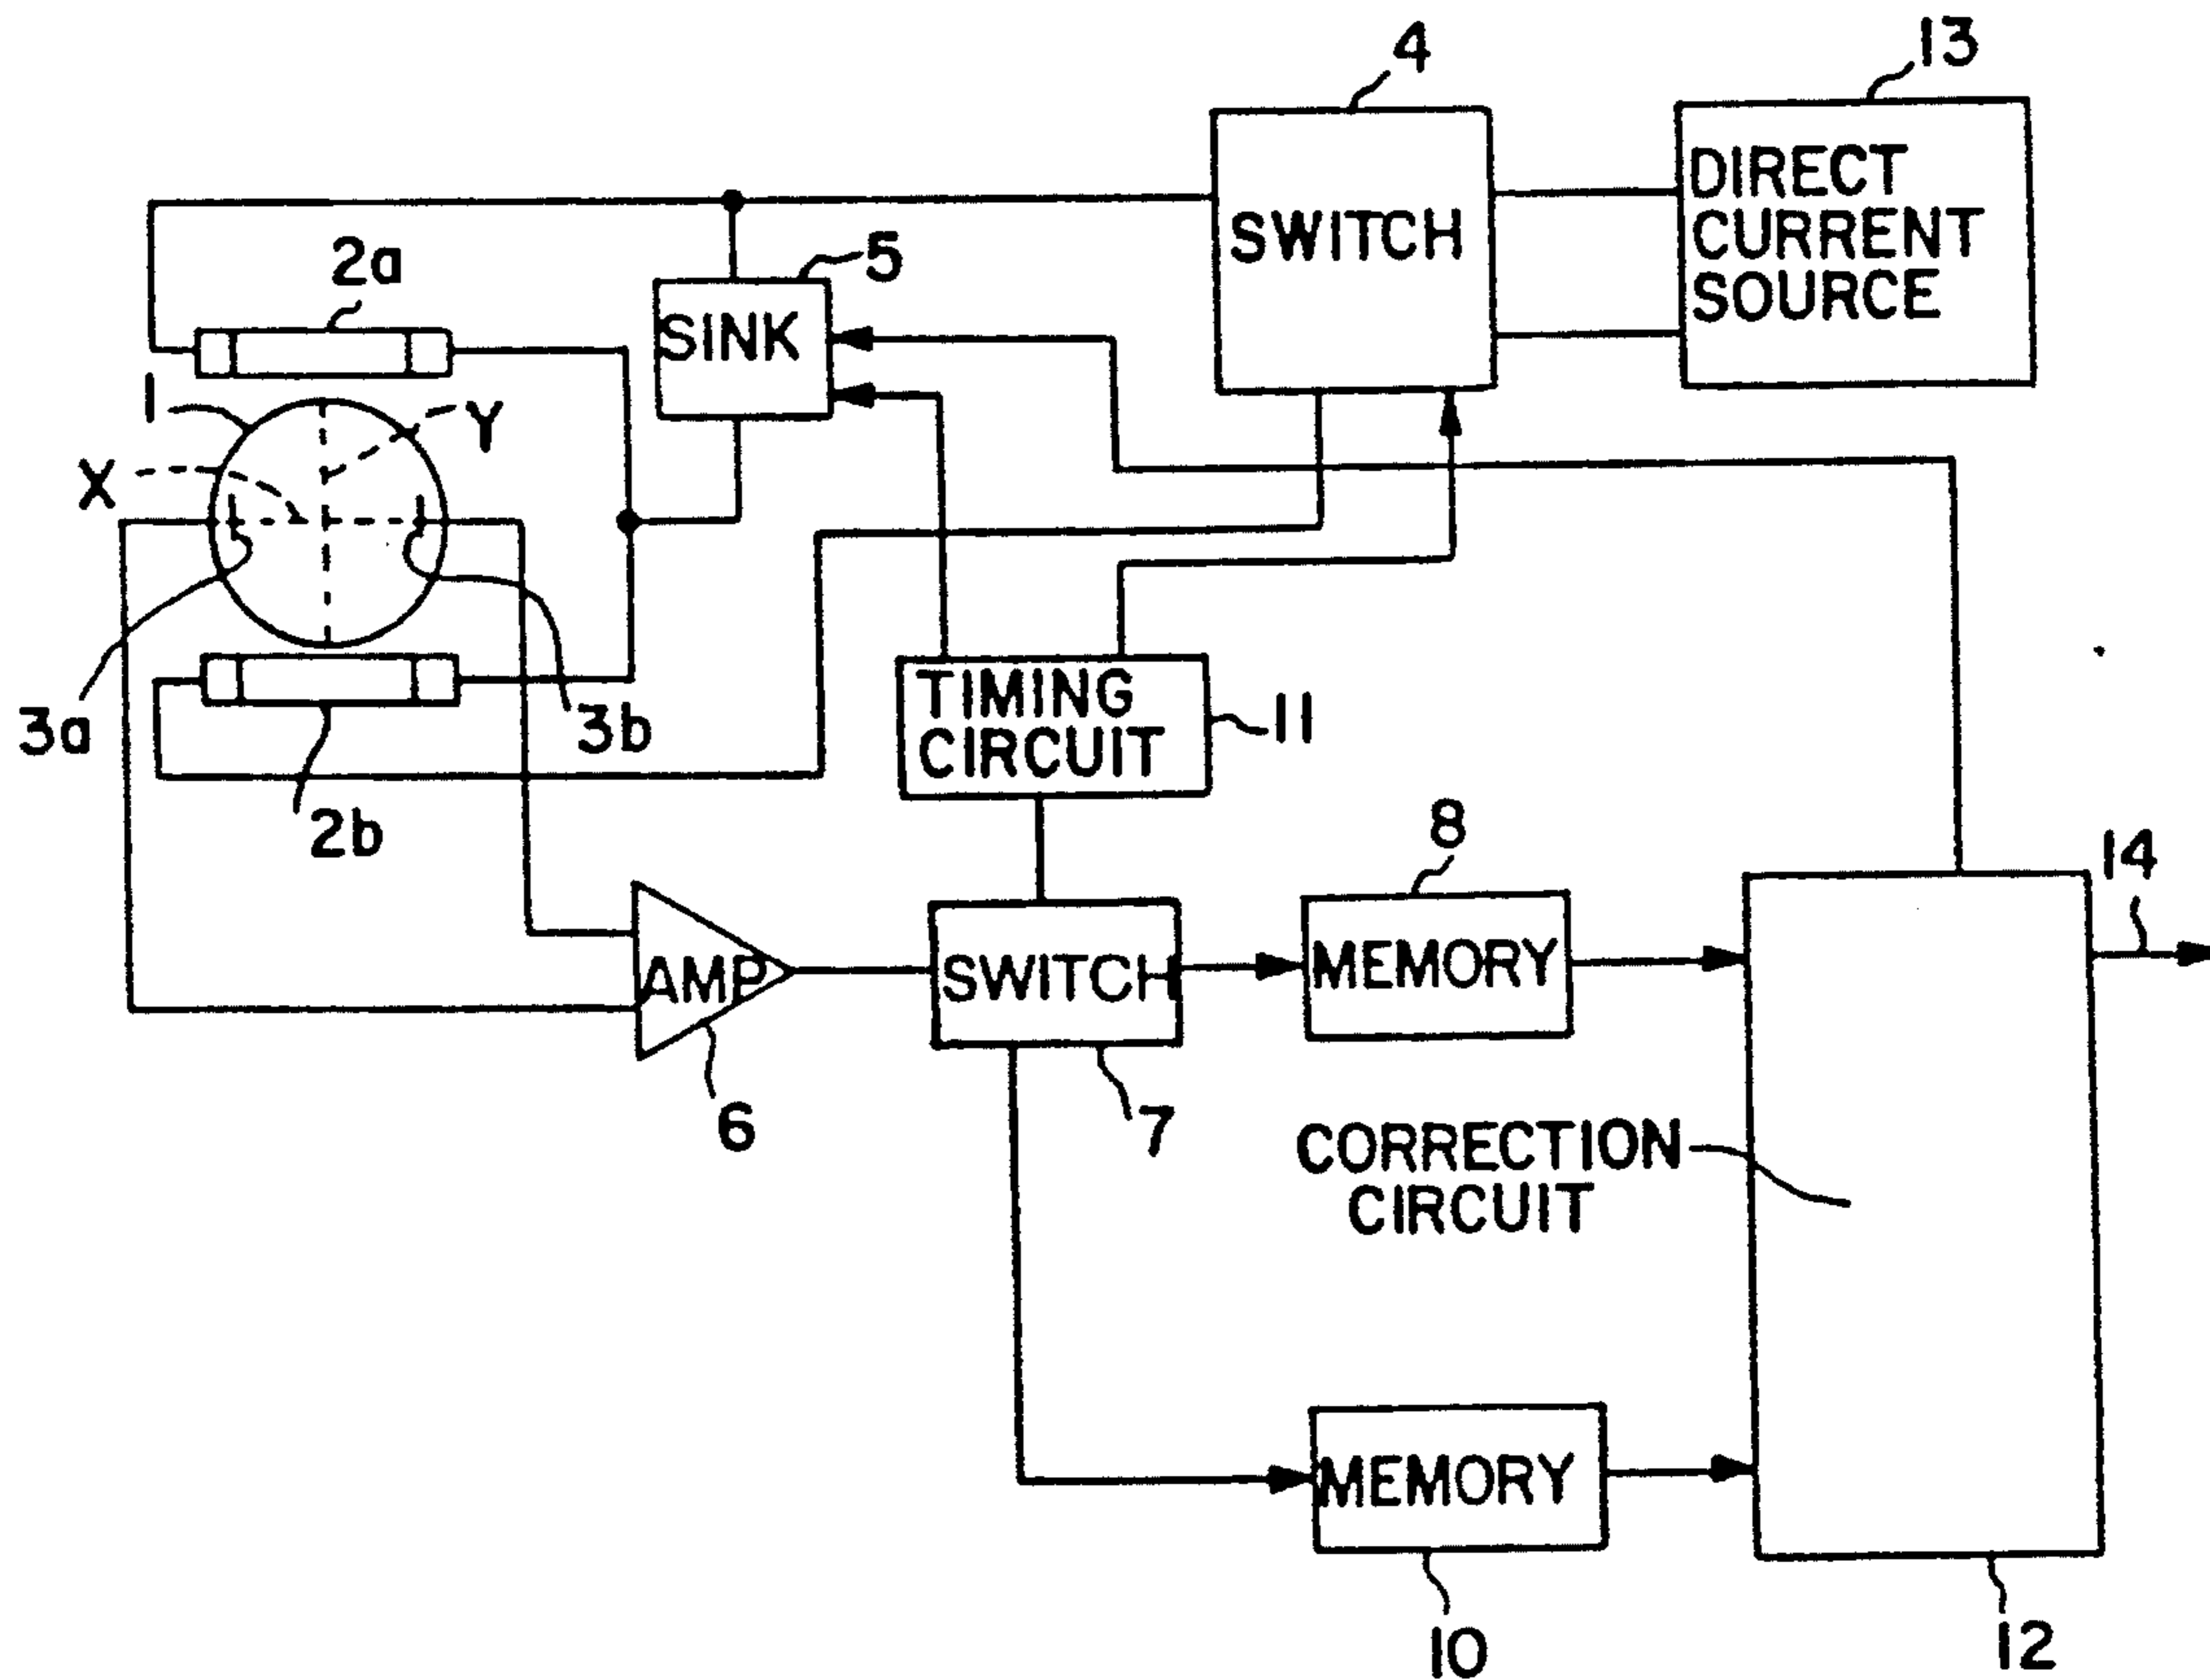 4
13
DIRECT
CURRENT
SOURCE
SWITCH
2a
5
SINK
1
Y
X
3a
3b
2b
TIMING
CIRCUIT
11
8
14
AMP
SWITCH
MEMORY
6
7
CORRECTION
CIRCUIT
MEMORY
10
12